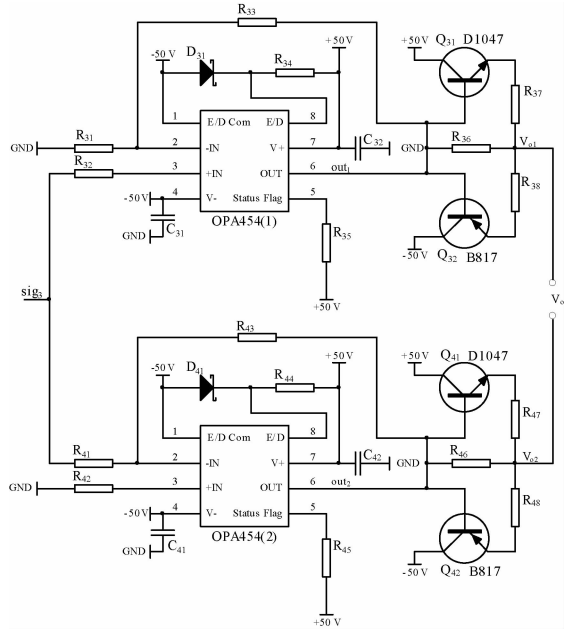 R33
-50 V
D31
+50 V
R34
+50 V
Q31 D1047
1
E/D Com
E/D
8
R37
R31
GND
2
-IN
V+
7
C32
GND
R36
Vo1
R32
3
+IN
OUT
6
out1
-50V
4
V-
Status Flag
5
R38
GND
C31
OPA454(1)
R35
-50 V
Q32 B817
+50 V
sig3
Vo
R43
-50 V
D41
+50 V
R44
+50 V
Q41 D1047
1
E/D Com
E/D
8
R47
R41
2
-IN
V+
7
C42
GND
R46
Vo2
GND
R42
3
+IN
OUT
6
out2
-50V
4
V-
Status Flag
5
R48
GND
C41
OPA454(2)
R45
-50 V
Q42 B817
+50 V